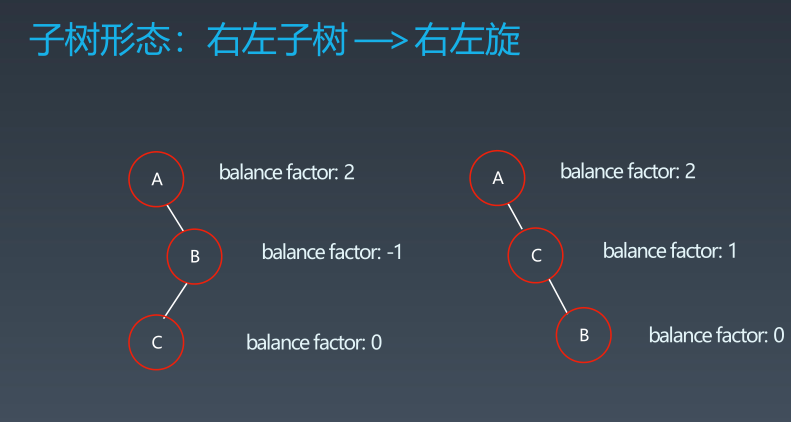 子树形态：右左子树 —> 右左旋
A balance factor: 2
A balance factor: 2
B balance factor: -1
C balance factor: 1
C balance factor: 0
B balance factor: 0